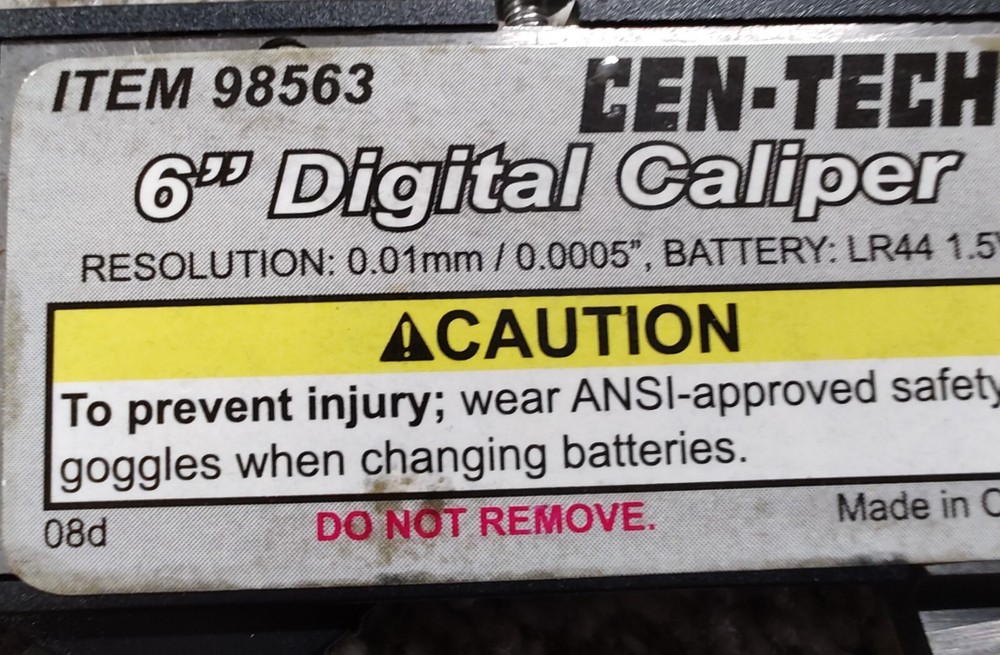 ITEM 98563
CEN-TECH
6" Digital Caliper
RESOLUTION: 0.01mm / 0.0005", BATTERY: LR44 1.5
CAUTION
To prevent injury; wear ANSI-approved safety
goggles when changing batteries.
08d
DO NOT REMOVE.
Made in